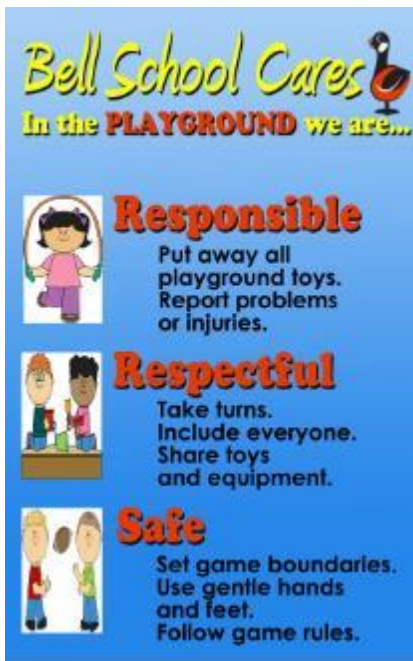 Bell School Cares
In the PLAYGROUND we are...
Responsible
Put away all
playground toys.
Report problems
or injuries.
Respectful
Take turns.
Include everyone.
Share toys
and equipment.
Safe
Set game boundaries.
Use gentle hands
and feet.
Follow game rules.